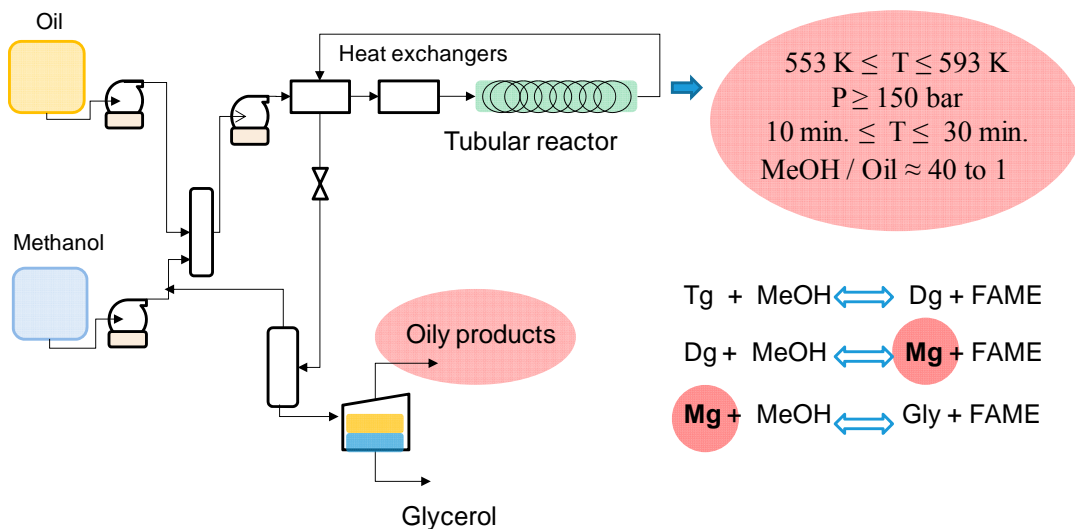 Oil
Heat exchangers
Tubular reactor
Methanol
Oily products
Glycerol
553 K ≤ T ≤ 593 K
P ≥ 150 bar
10 min. ≤ T ≤ 30 min.
MeOH / Oil ≈ 40 to 1
Tg + MeOH ⇔ Dg + FAME
Dg + MeOH ⇔ Mg + FAME
Mg + MeOH ⇔ Gly + FAME